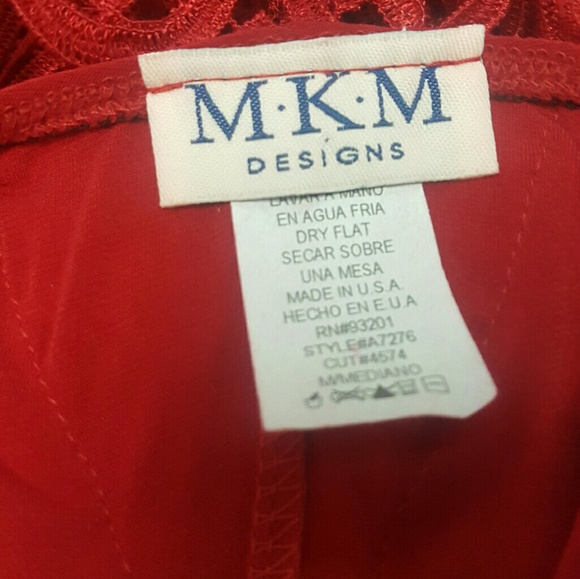 M·K·M
DESIGNS
LAVAR A MANO
EN AGUA FRIA
DRY FLAT
SECAR SOBRE
UNA MESA
MADE IN U.S.A.
HECHO EN E.U.A
RN#93201
STYLE#A7276
CUT#4574
M/MEDIANO